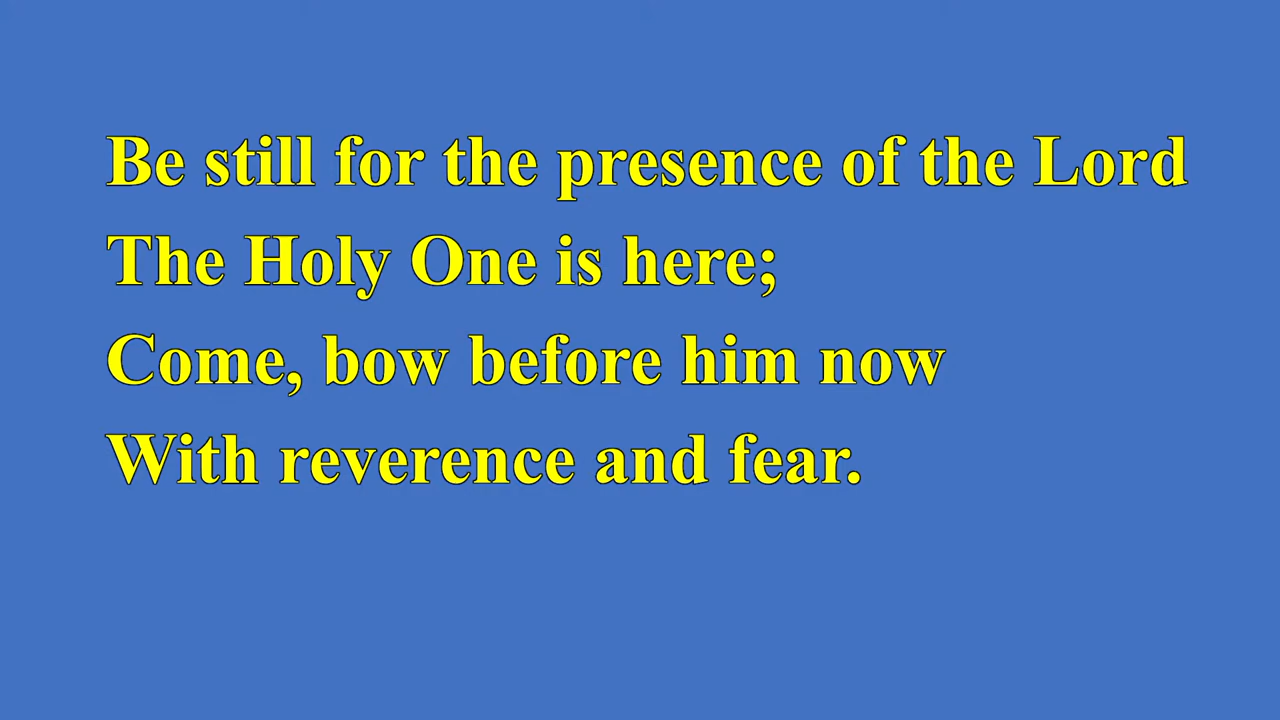 Be still for the presence of the Lord
The Holy One is here;
Come, bow before him now
With reverence and fear.